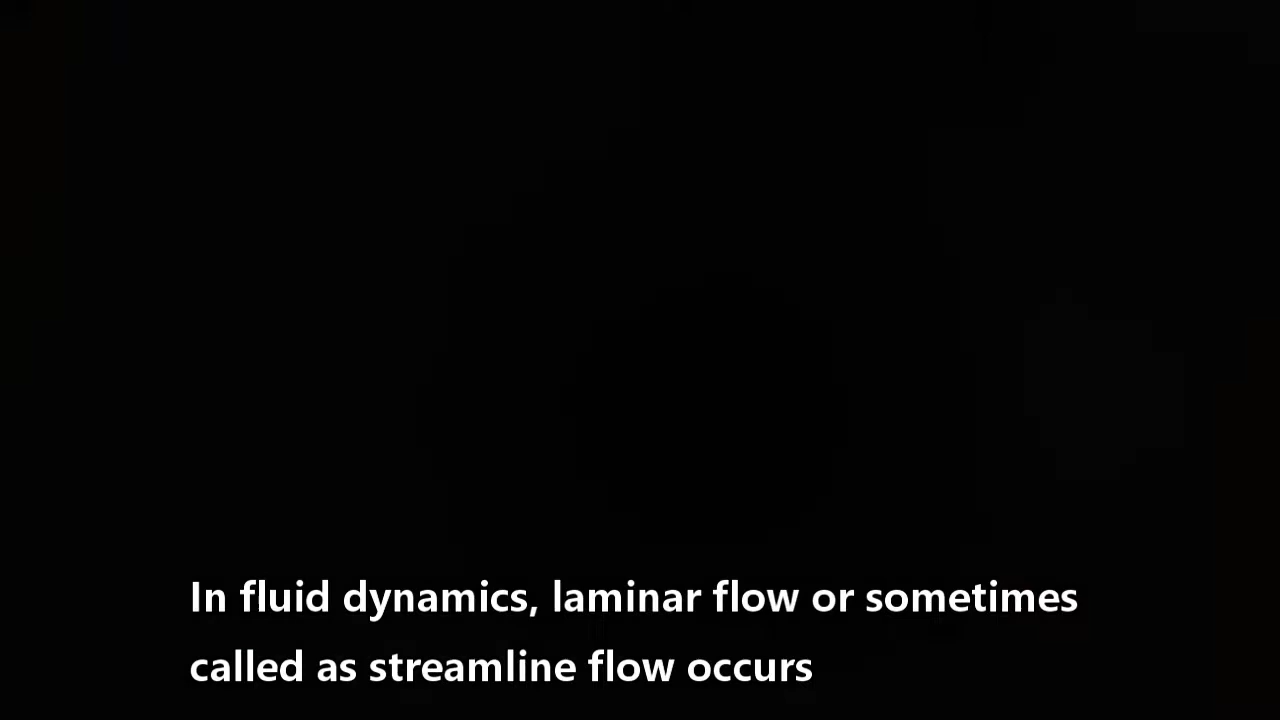 In fluid dynamics, laminar flow or sometimes
called as streamline flow occurs